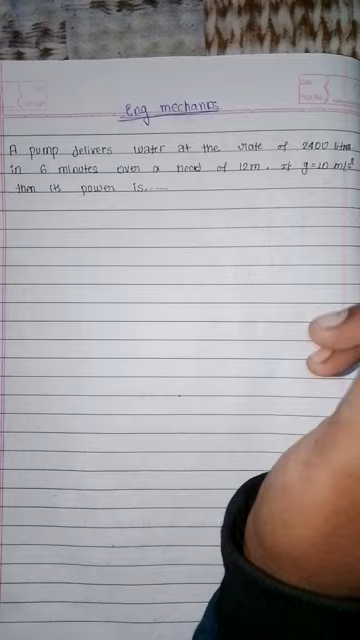 Eng mechanics
A pump delivers water at the rate of 2400 litres
in 6 minutes over a head of 12m. If g=10 m/s²
then its power is......